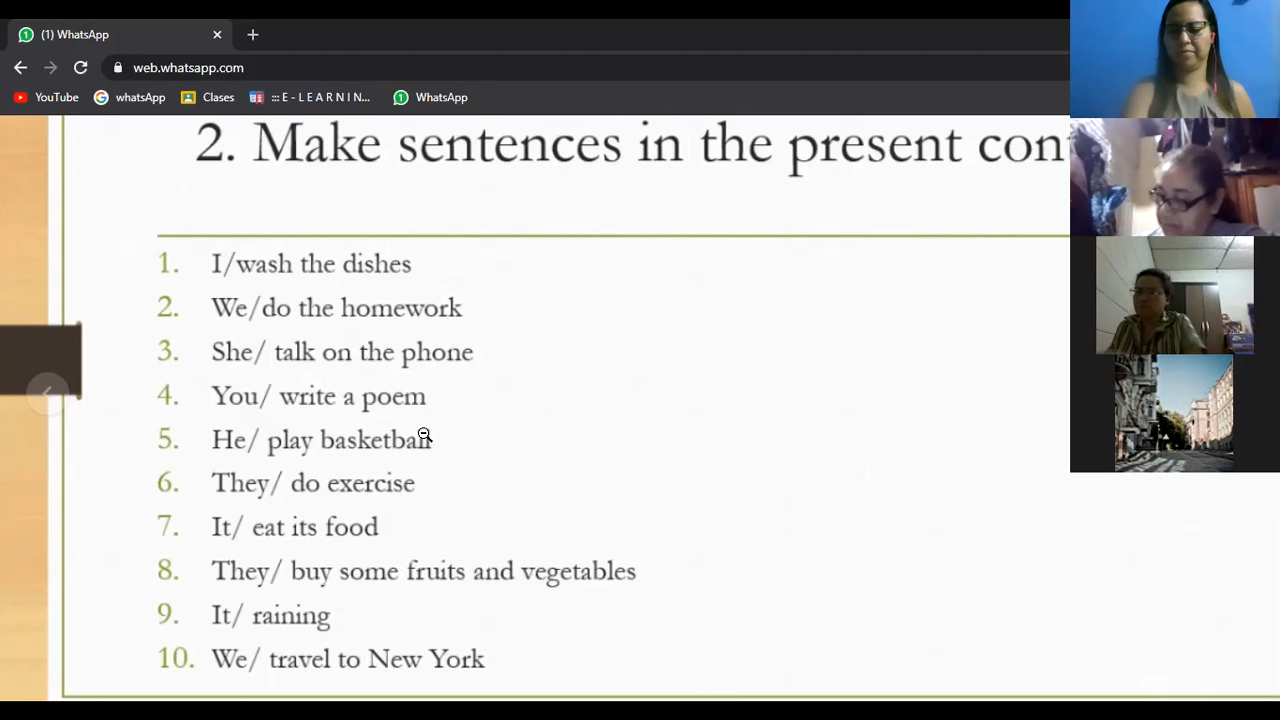 (1) WhatsApp
web.whatsapp.com
YouTube whatsApp Clases ::: E - L E A R N I N... WhatsApp
2. Make sentences in the present con
1. I/wash the dishes
2. We/do the homework
3. She/ talk on the phone
4. You/ write a poem
5. He/ play basketball
6. They/ do exercise
7. It/ eat its food
8. They/ buy some fruits and vegetables
9. It/ raining
10. We/ travel to New York